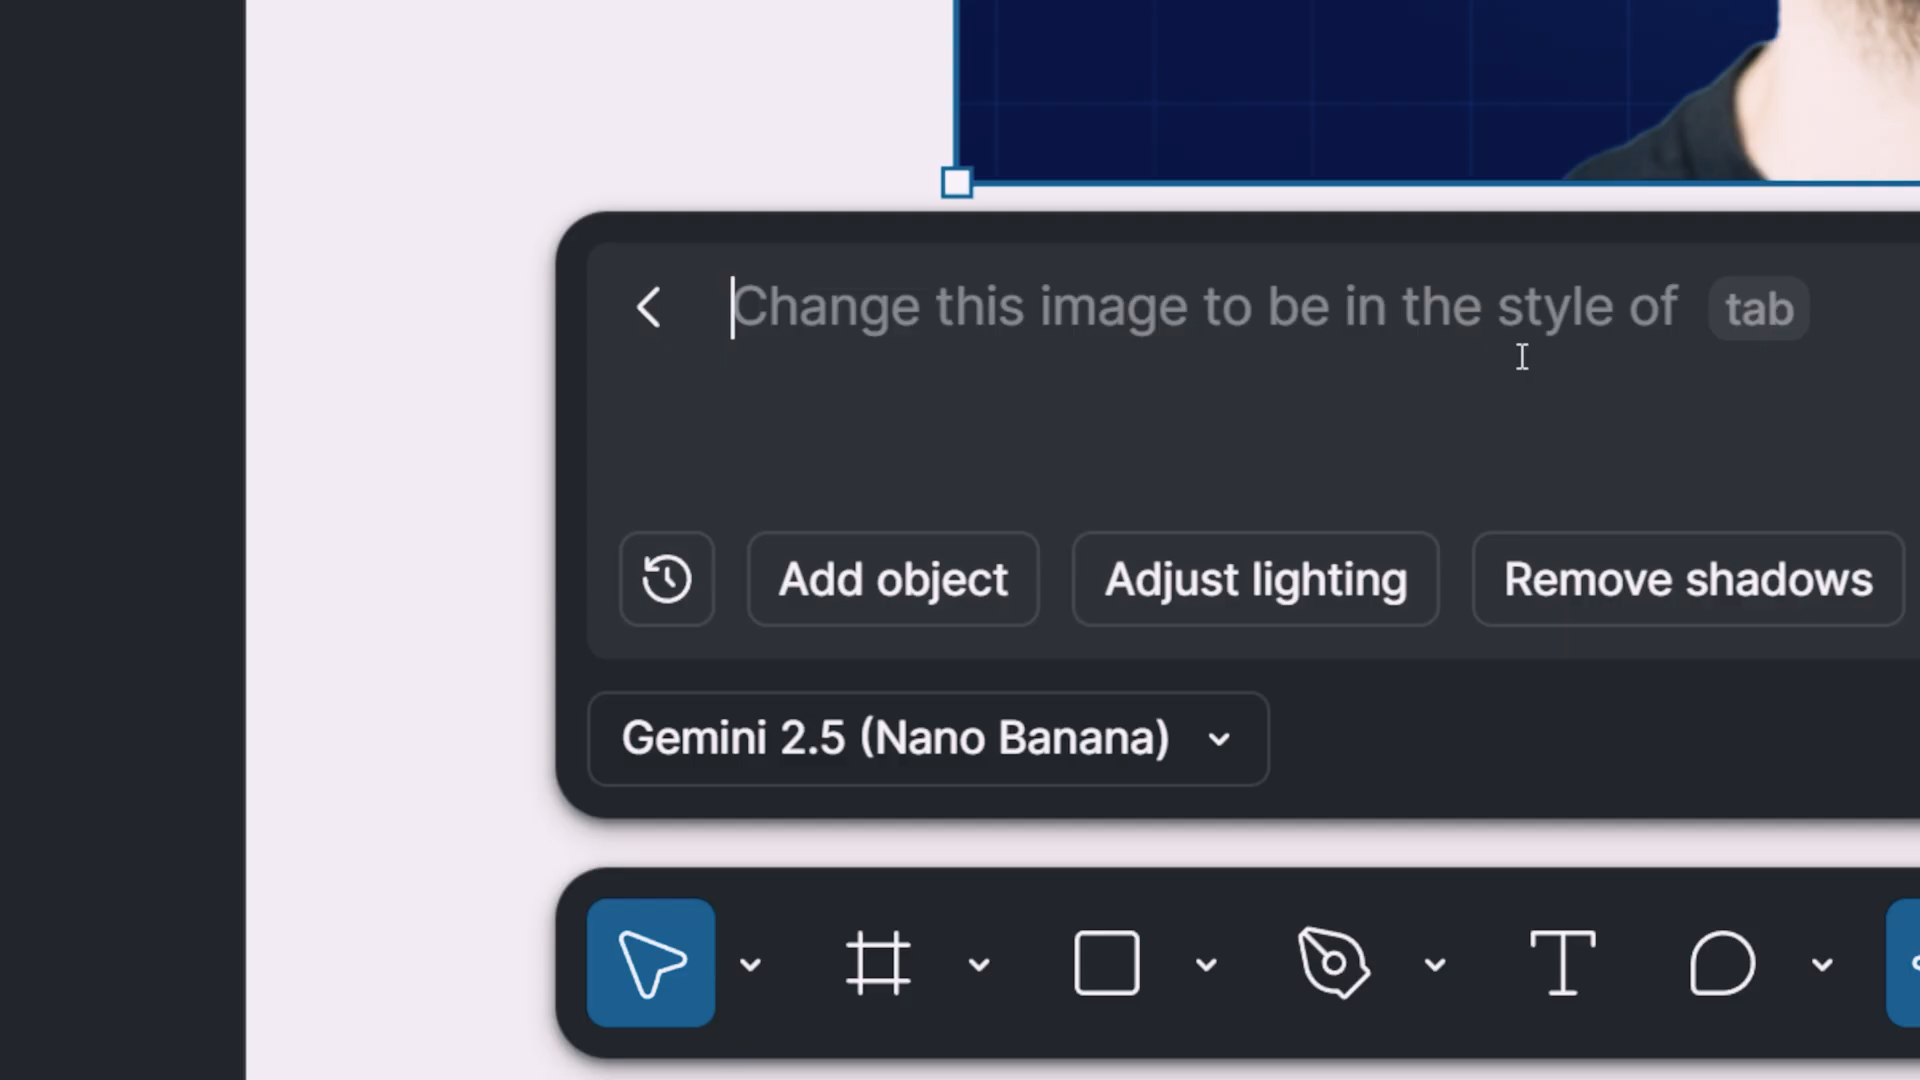 Change this image to be in the style of tab
Add object Adjust lighting Remove shadows
Gemini 2.5 (Nano Banana)